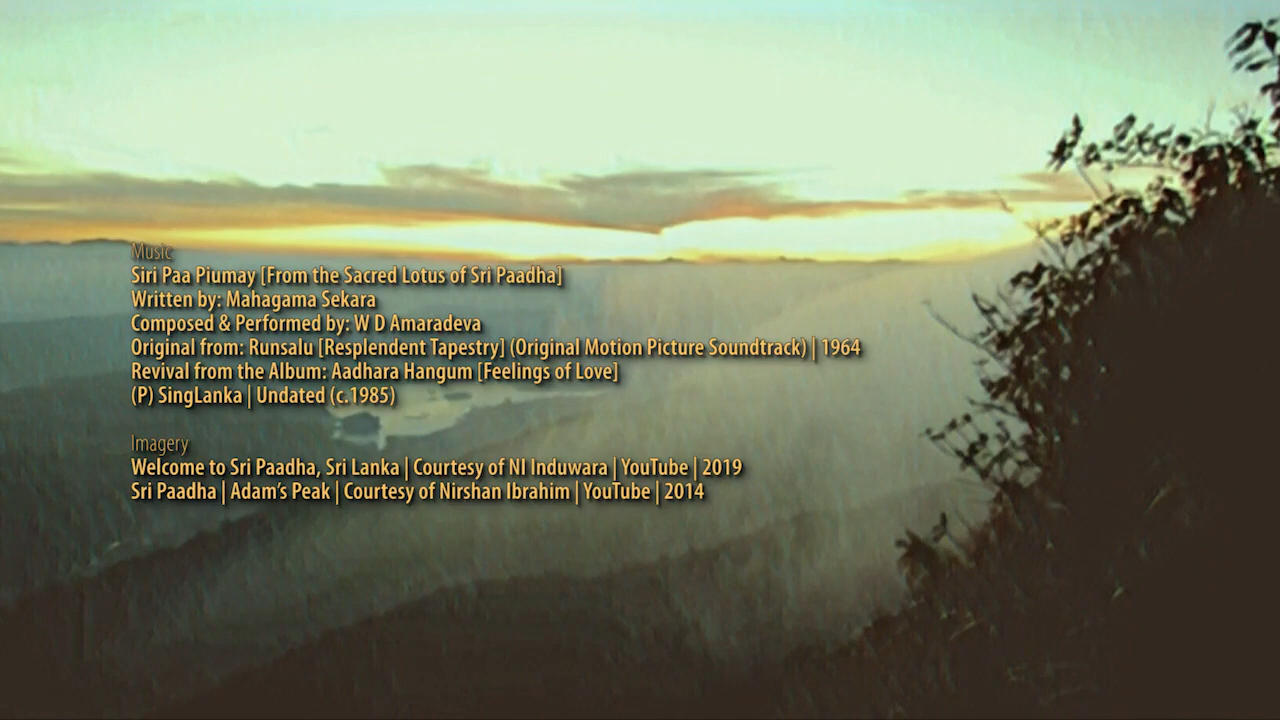 Music
Siri Paa Piumay [From the Sacred Lotus of Sri Paadha]
Written by: Mahagama Sekara
Composed & Performed by: W D Amaradeva
Original from: Runsalu [Resplendent Tapestry] (Original Motion Picture Soundtrack) | 1964
Revival from the Album: Aadhara Hangum [Feelings of Love]
(P) SingLanka | Undated (c.1985)
Imagery
Welcome to Sri Paadha, Sri Lanka | Courtesy of NI Induwara | YouTube | 2019
Sri Paadha | Adam's Peak | Courtesy of Nirshan Ibrahim | YouTube | 2014